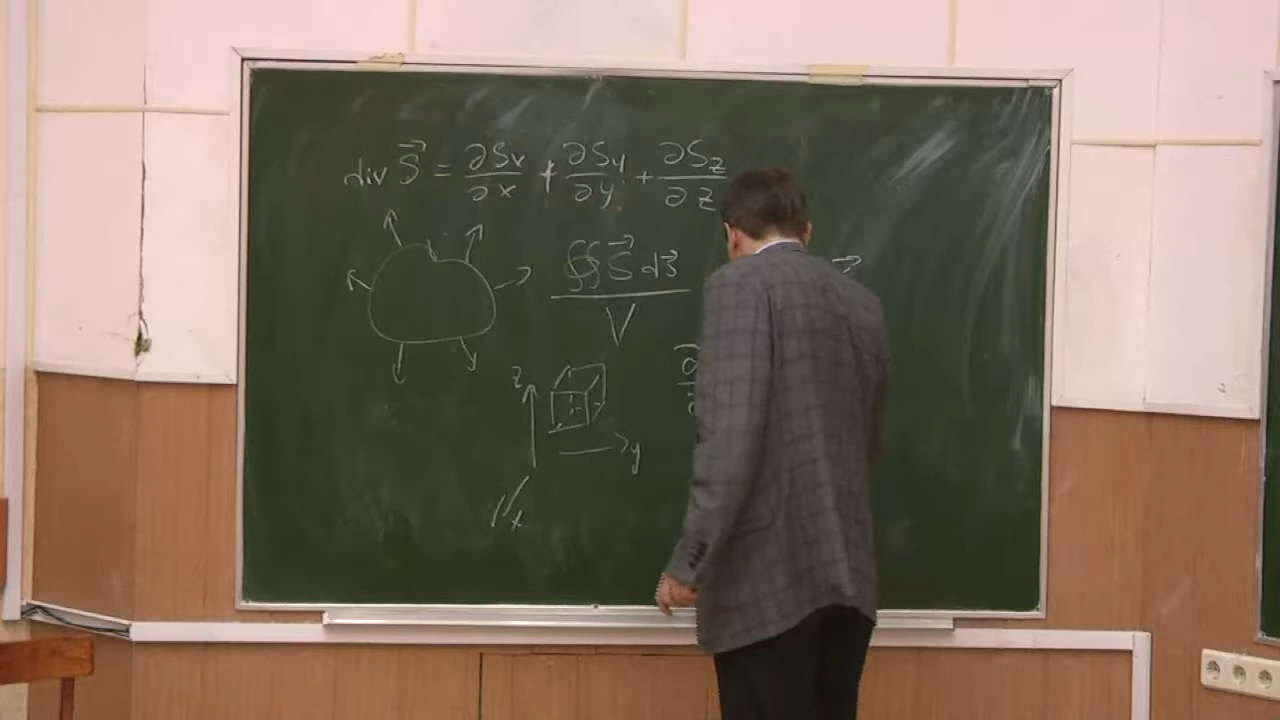 div S⃗ = ∂Sx/∂x + ∂Sy/∂y + ∂Sz/∂z
∯ S⃗ dS⃗
V
z
y
x